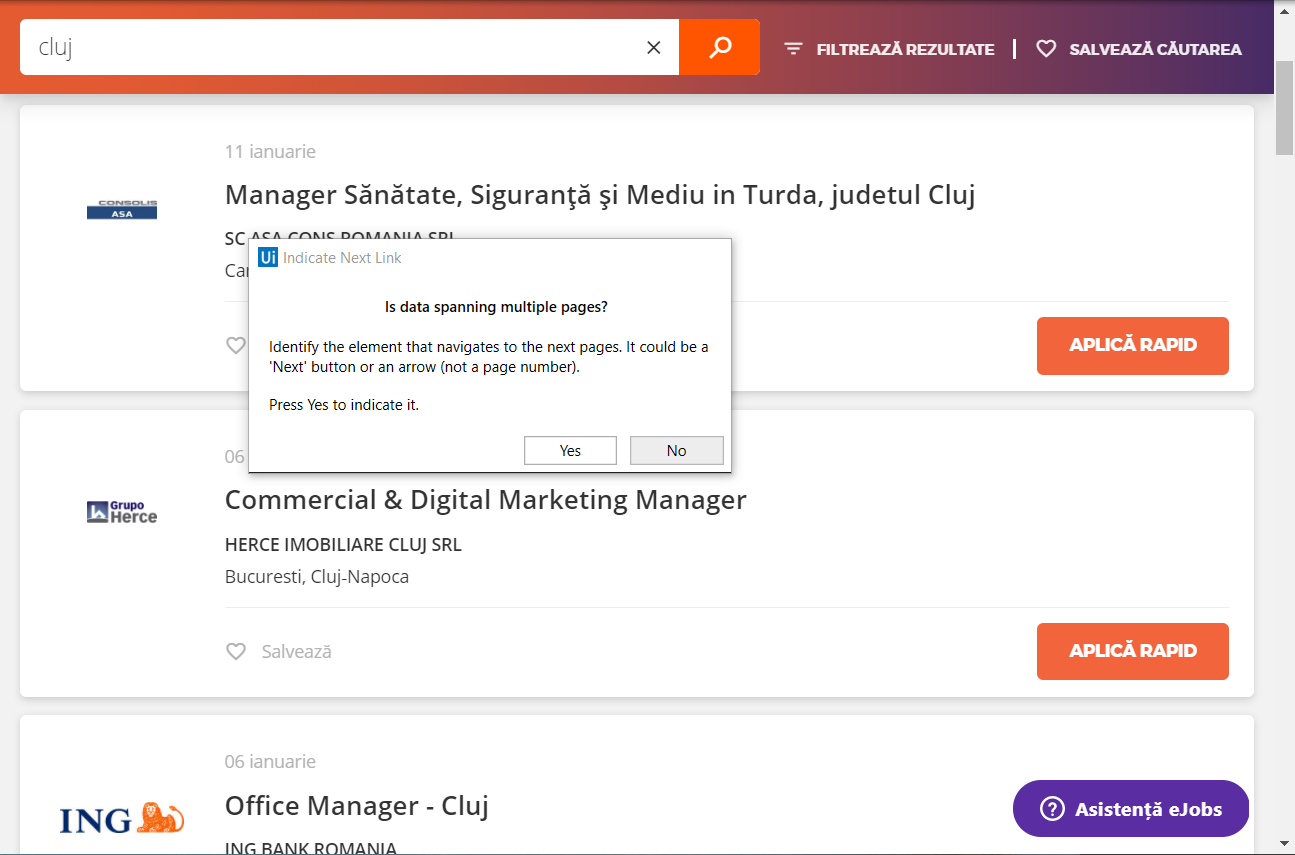 cluj
FILTREAZĂ REZULTATE
SALVEAZĂ CĂUTAREA
11 ianuarie
Manager Sănătate, Siguranţă şi Mediu in Turda, judetul Cluj
CONSOLIS
ASA
SC ASA CONS ROMANIA SRL
Ui Indicate Next Link
Is data spanning multiple pages?
Identify the element that navigates to the next pages. It could be a
'Next' button or an arrow (not a page number).
Press Yes to indicate it.
Yes
No
APLICĂ RAPID
06
Commercial & Digital Marketing Manager
Grupo
Herce
HERCE IMOBILIARE CLUJ SRL
Bucuresti, Cluj-Napoca
Salvează
APLICĂ RAPID
06 ianuarie
Office Manager - Cluj
ING
ING BANK ROMANIA
Asistență eJobs